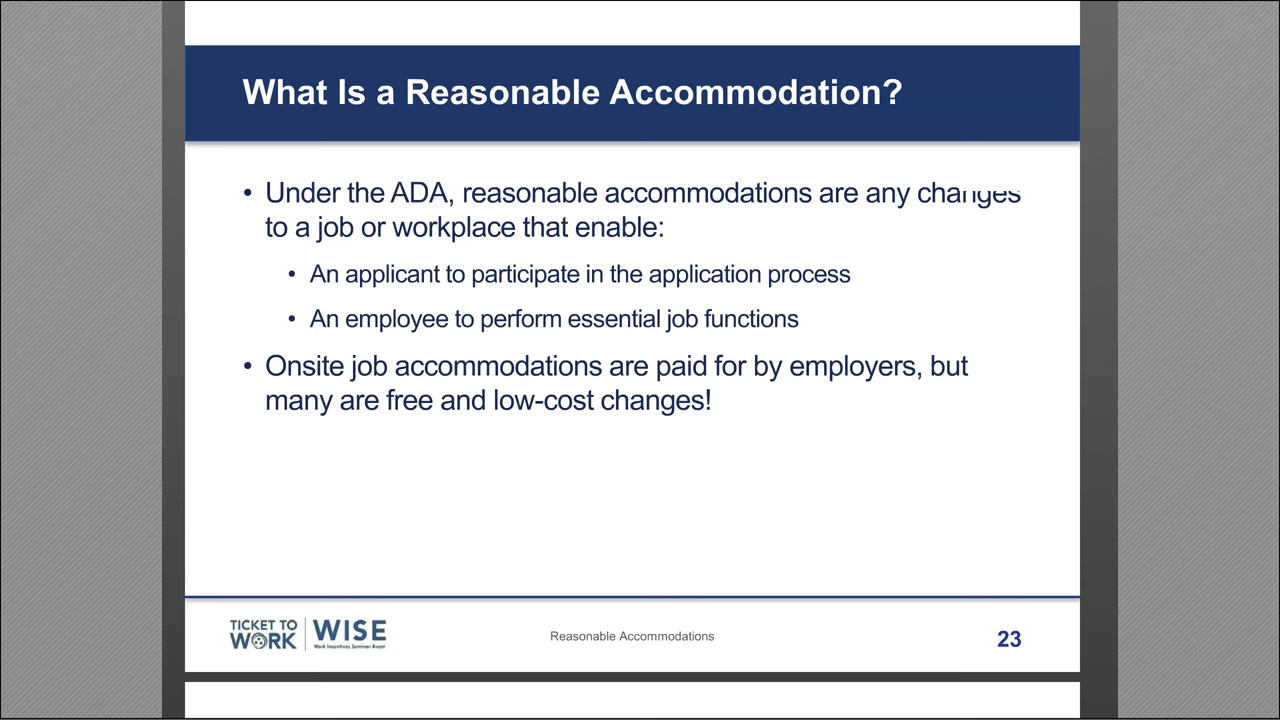 What Is a Reasonable Accommodation?
• Under the ADA, reasonable accommodations are any changes
to a job or workplace that enable:
• An applicant to participate in the application process
• An employee to perform essential job functions
• Onsite job accommodations are paid for by employers, but
many are free and low-cost changes!
TICKET TO
WORK
WISE
Work Incentives Seminar Event
Reasonable Accommodations
23